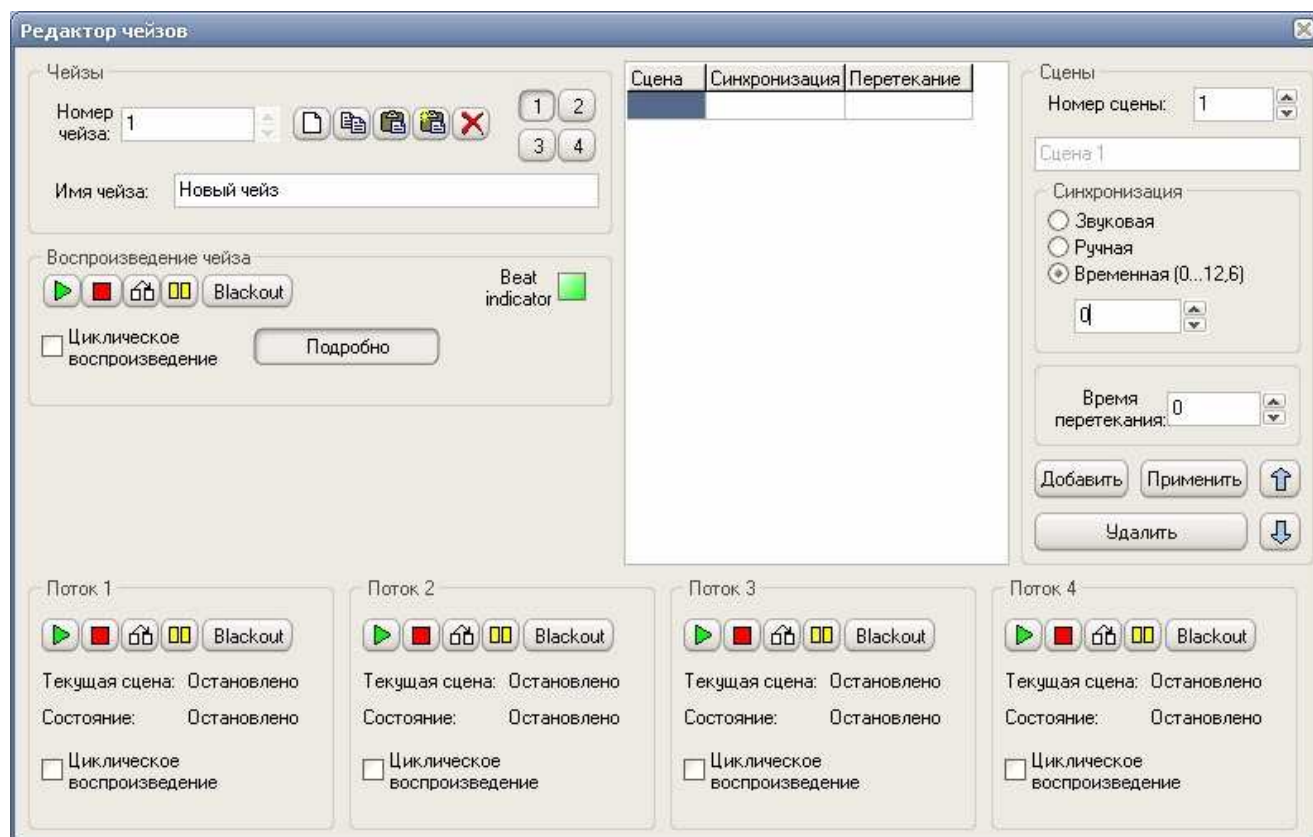 Редактор чейзов
Чейзы
Номер чейза: 1
1 2
3 4
Имя чейза: Новый чейз
Воспроизведение чейза
Blackout
Beat indicator
Циклическое воспроизведение
Подробно
Сцена Синхронизация Перетекание
Сцены
Номер сцены: 1
Сцена 1
Синхронизация
Звуковая
Ручная
Временная (0...12,6)
0
Время перетекания: 0
Добавить Применить
Удалить
Поток 1
Blackout
Текущая сцена: Остановлено
Состояние: Остановлено
Циклическое воспроизведение
Поток 2
Blackout
Текущая сцена: Остановлено
Состояние: Остановлено
Циклическое воспроизведение
Поток 3
Blackout
Текущая сцена: Остановлено
Состояние: Остановлено
Циклическое воспроизведение
Поток 4
Blackout
Текущая сцена: Остановлено
Состояние: Остановлено
Циклическое воспроизведение